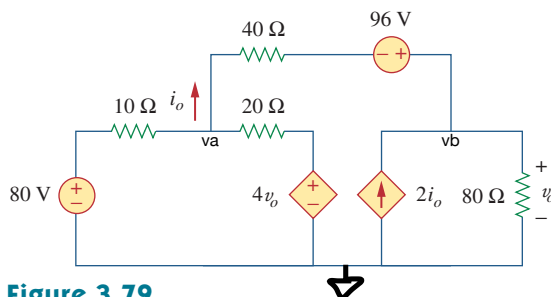 96 V
40 Ω
− +
10 Ω
i_o
20 Ω
va
vb
80 V
+
−
4v_o
+
−
2i_o
80 Ω
+
v_o
−
Figure 3.79